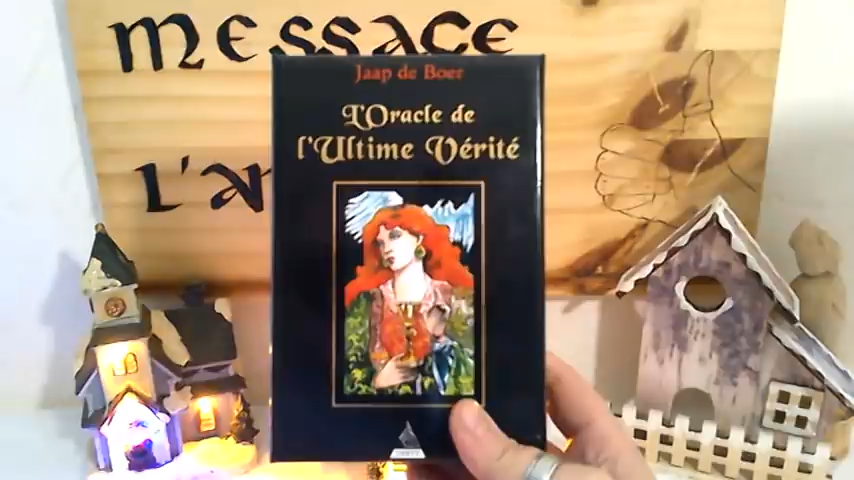 MESSAGE
L'A
Jaap de Boer
L'Oracle de
l'Ultime Vérité